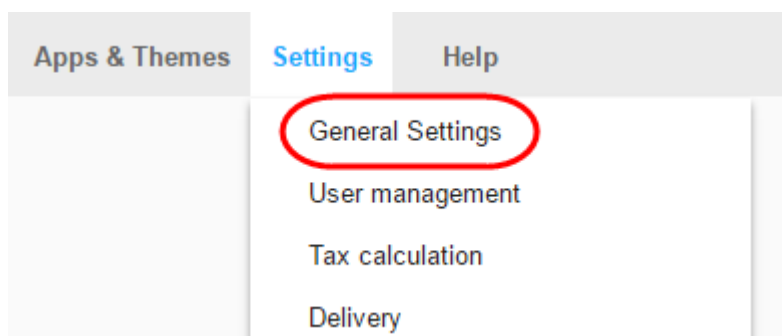 Apps & Themes Settings Help
General Settings
User management
Tax calculation
Delivery